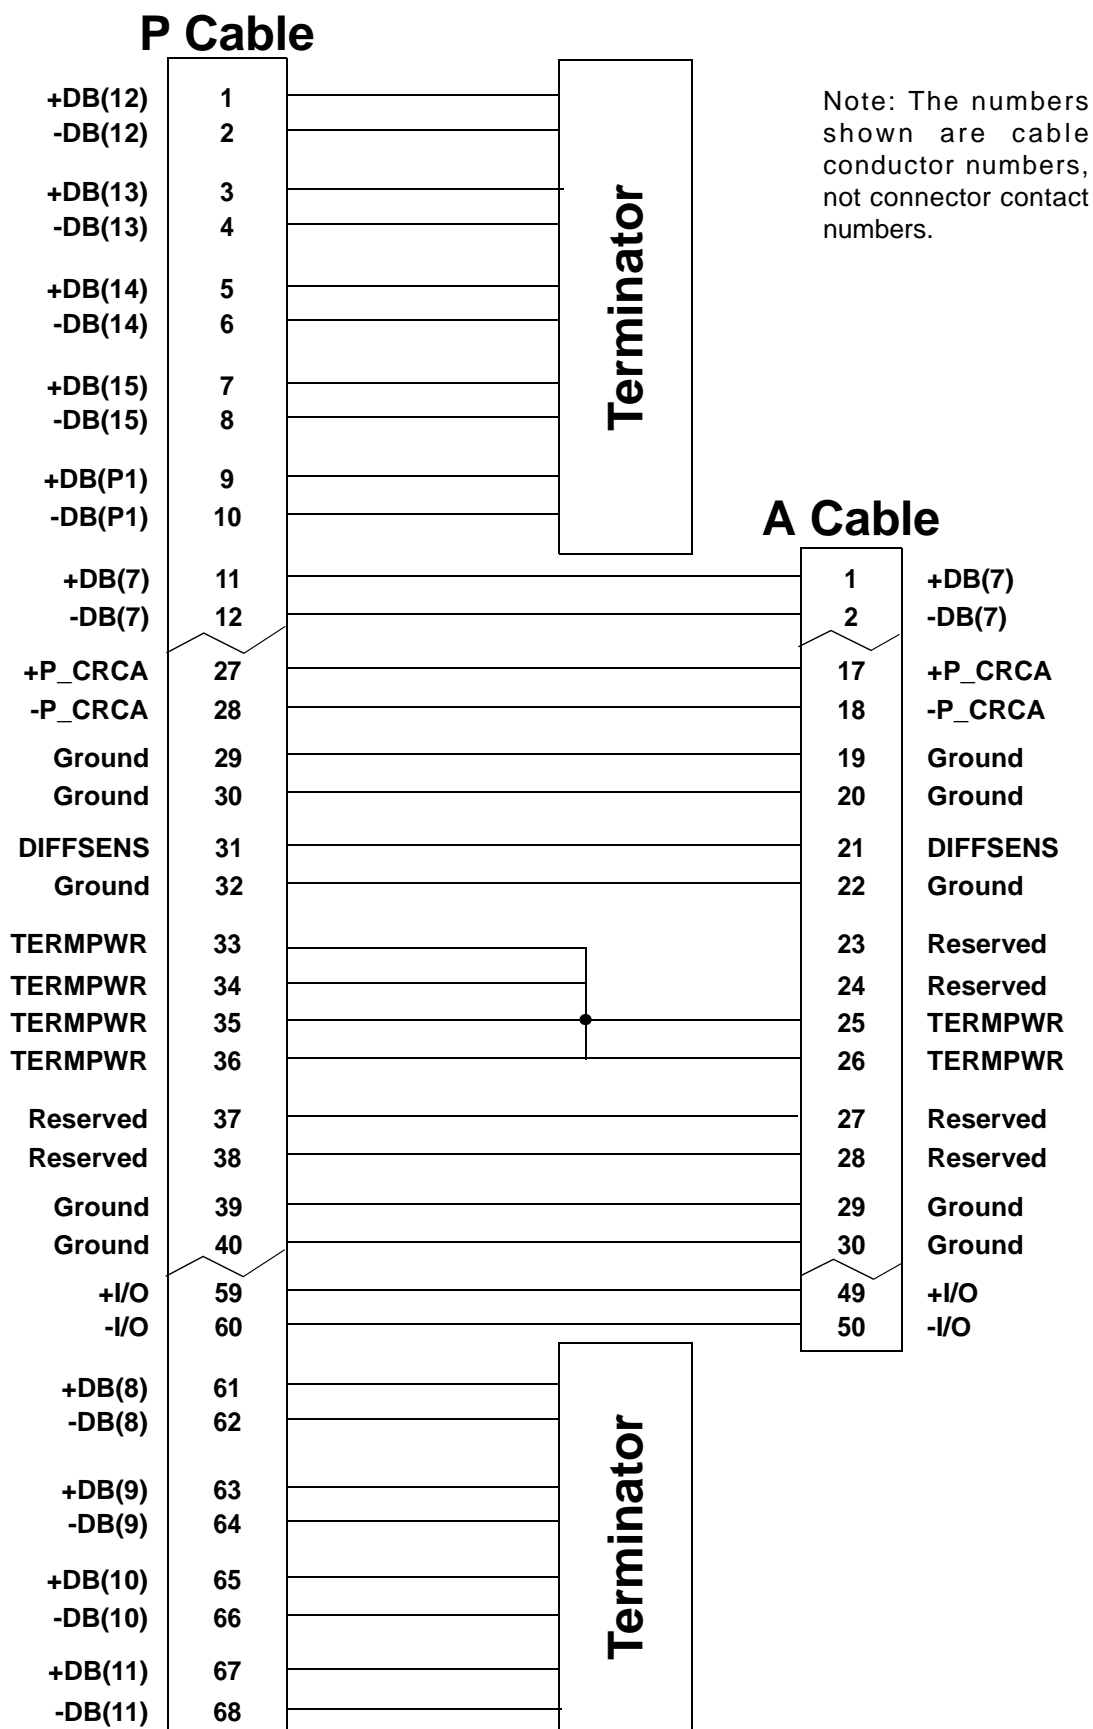 P Cable
Note: The numbers
shown are cable
conductor numbers,
not connector contact
numbers.
+DB(12) 1
-DB(12) 2
+DB(13) 3
-DB(13) 4
+DB(14) 5
-DB(14) 6
+DB(15) 7
-DB(15) 8
+DB(P1) 9
-DB(P1) 10
Terminator
A Cable
+DB(7) 11 1 +DB(7)
-DB(7) 12 2 -DB(7)
+P_CRCA 27 17 +P_CRCA
-P_CRCA 28 18 -P_CRCA
Ground 29 19 Ground
Ground 30 20 Ground
DIFFSENS 31 21 DIFFSENS
Ground 32 22 Ground
TERMPWR 33 23 Reserved
TERMPWR 34 24 Reserved
TERMPWR 35 25 TERMPWR
TERMPWR 36 26 TERMPWR
Reserved 37 27 Reserved
Reserved 38 28 Reserved
Ground 39 29 Ground
Ground 40 30 Ground
+I/O 59 49 +I/O
-I/O 60 50 -I/O
+DB(8) 61
-DB(8) 62
+DB(9) 63
-DB(9) 64
+DB(10) 65
-DB(10) 66
+DB(11) 67
-DB(11) 68
Terminator